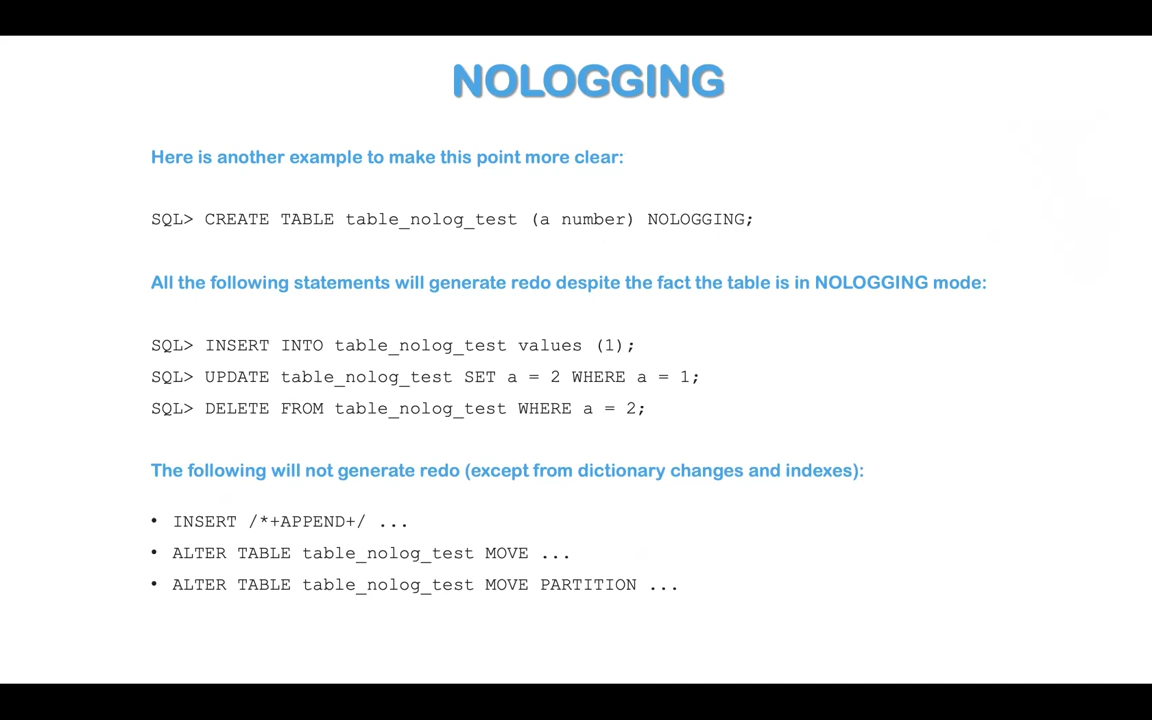 NOLOGGING
Here is another example to make this point more clear:
SQL> CREATE TABLE table_nolog_test (a number) NOLOGGING;
All the following statements will generate redo despite the fact the table is in NOLOGGING mode:
SQL> INSERT INTO table_nolog_test values (1);
SQL> UPDATE table_nolog_test SET a = 2 WHERE a = 1;
SQL> DELETE FROM table_nolog_test WHERE a = 2;
The following will not generate redo (except from dictionary changes and indexes):
• INSERT /*+APPEND+/ ...
• ALTER TABLE table_nolog_test MOVE ...
• ALTER TABLE table_nolog_test MOVE PARTITION ...